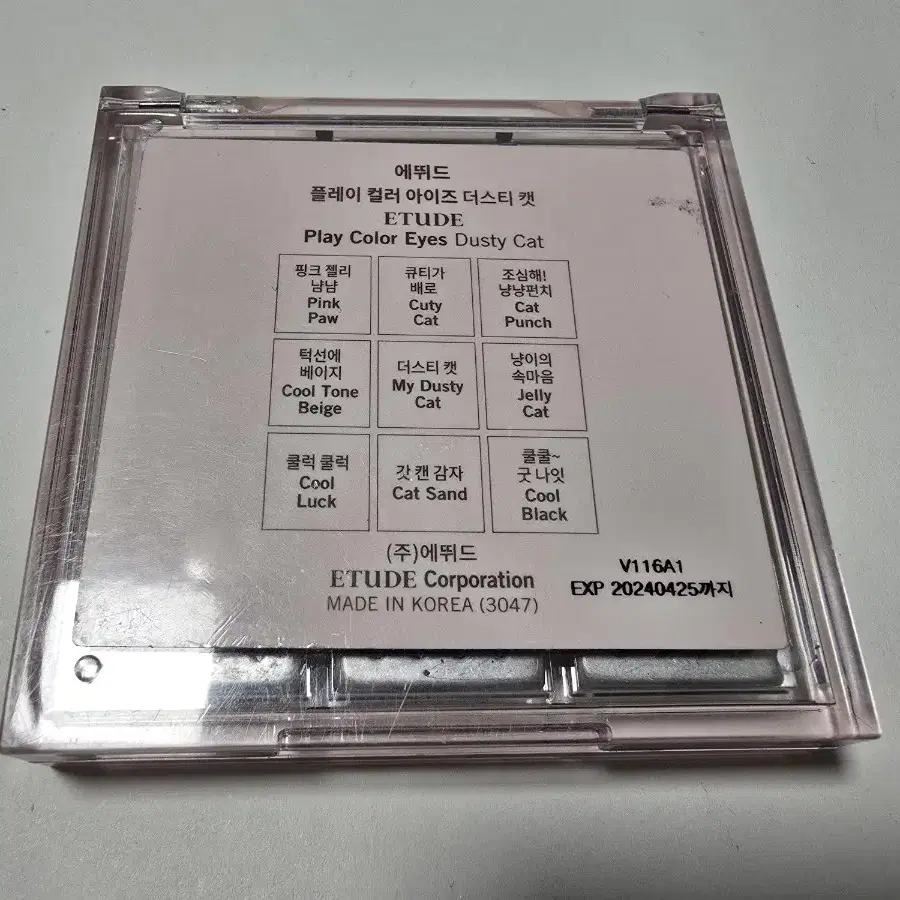 에뛰드
플레이 컬러 아이즈 더스티 캣
ETUDE
Play Color Eyes Dusty Cat
핑크 젤리
냠냠
Pink
Paw
큐티가
배로
Cuty
Cat
조심해!
냥냥펀치
Cat
Punch
턱선에
베이지
Cool Tone
Beige
더스티 캣
My Dusty
Cat
냥이의
속마음
Jelly
Cat
쿨럭 쿨럭
Cool
Luck
갓 캔 감자
Cat Sand
쿨쿨~
굿 나잇
Cool
Black
(주)에뛰드
ETUDE Corporation
MADE IN KOREA (3047)
V116A1
EXP 20240425까지